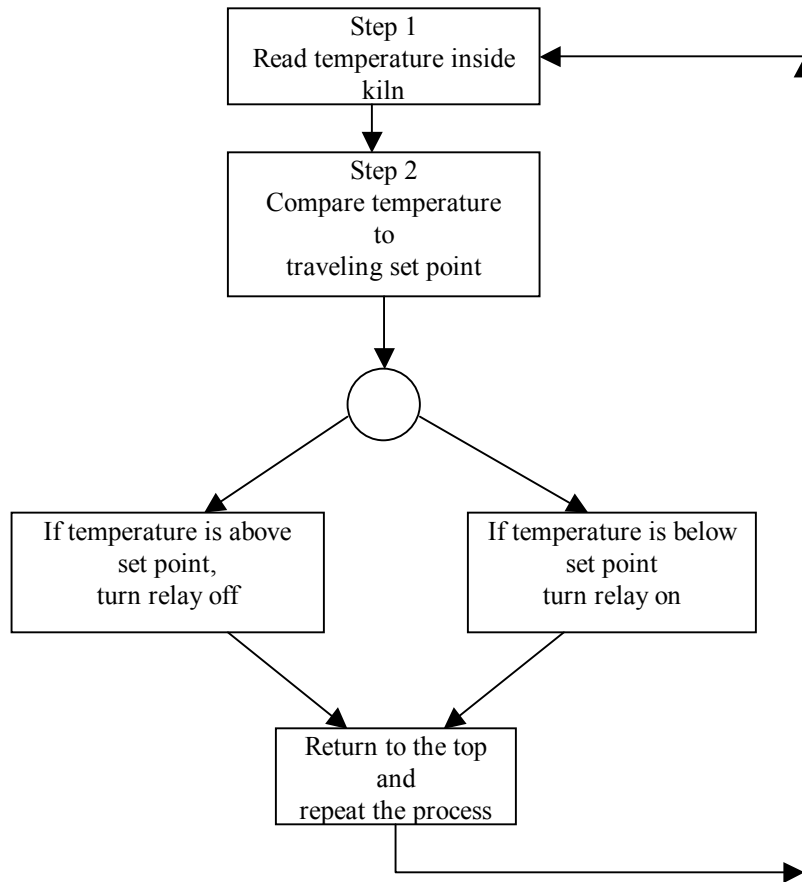 Step 1
Read temperature inside
kiln
Step 2
Compare temperature
to
traveling set point
If temperature is above
set point,
turn relay off
If temperature is below
set point
turn relay on
Return to the top
and
repeat the process